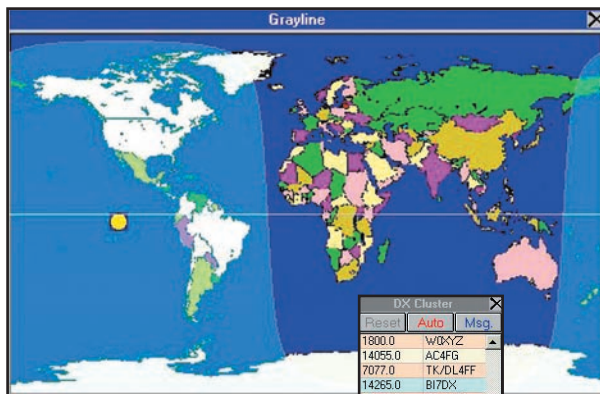 Grayline
DX Cluster
Reset Auto Msg.
1800.0 W0XYZ
14055.0 AC4FG
7077.0 TK/DL4FF
14265.0 BI7DX